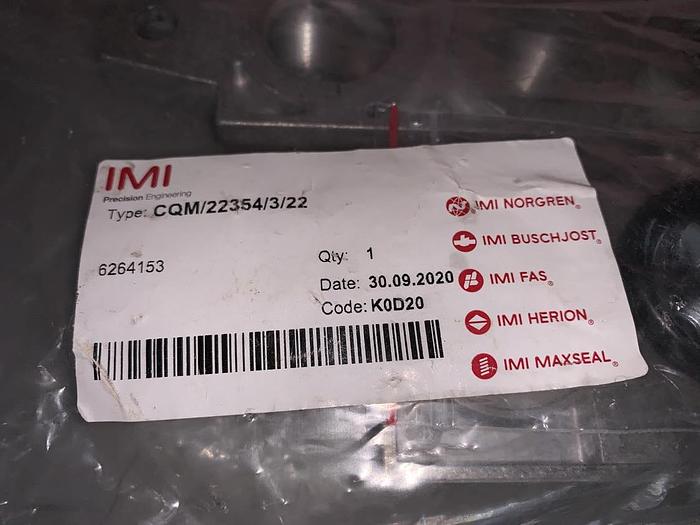 IMI
Precision Engineering
Type: CQM/22354/3/22
6264153
Qty: 1
Date: 30.09.2020
Code: K0D20
IMI NORGREN®
IMI BUSCHJOST®
IMI FAS®
IMI HERION®
IMI MAXSEAL®